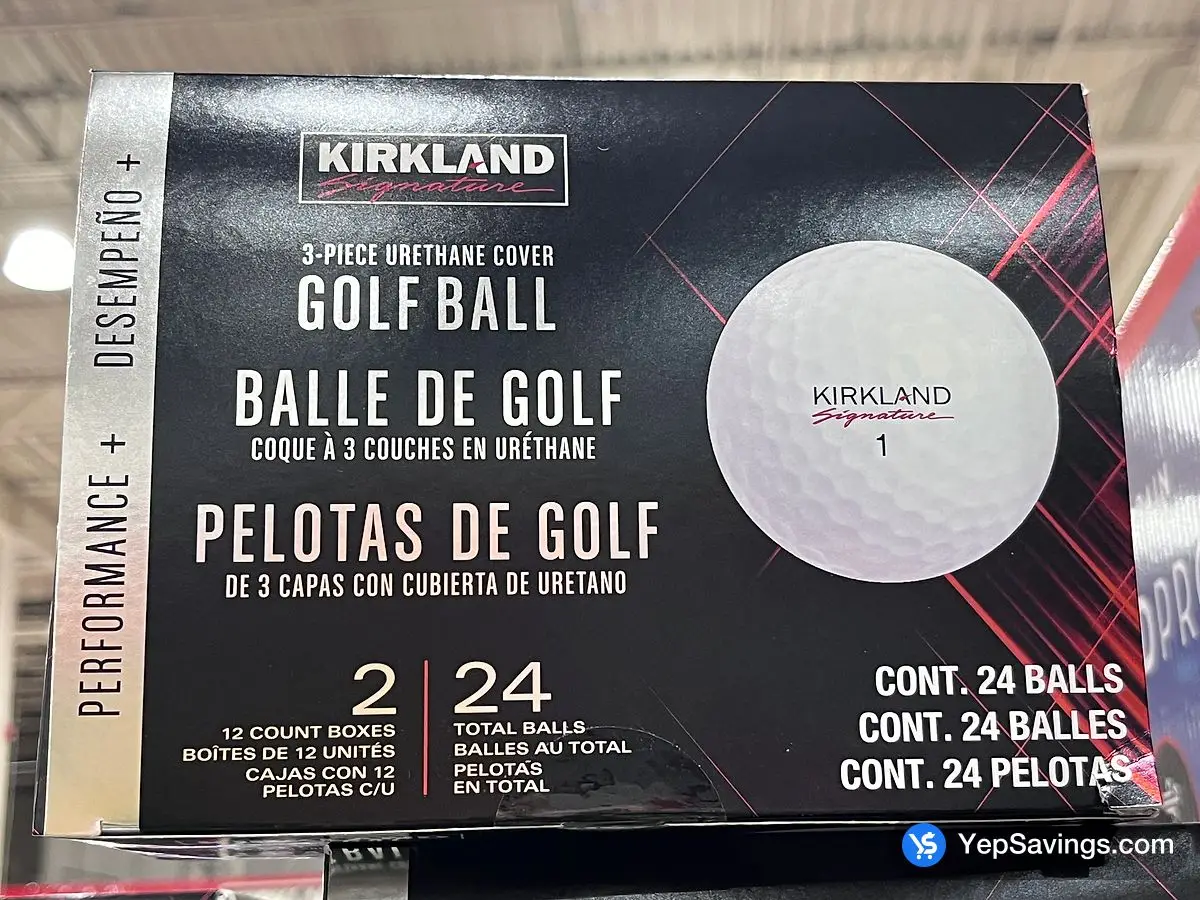 PERFORMANCE + DESEMPEÑO +
KIRKLAND
Signature
3-PIECE URETHANE COVER
GOLF BALL
BALLE DE GOLF
COQUE À 3 COUCHES EN URÉTHANE
PELOTAS DE GOLF
DE 3 CAPAS CON CUBIERTA DE URETANO
2
12 COUNT BOXES
BOÎTES DE 12 UNITÉS
CAJAS CON 12
PELOTAS C/U
24
TOTAL BALLS
BALLES AU TOTAL
PELOTAS
EN TOTAL
KIRKLAND
Signature
1
CONT. 24 BALLS
CONT. 24 BALLES
CONT. 24 PELOTAS
YepSavings.com